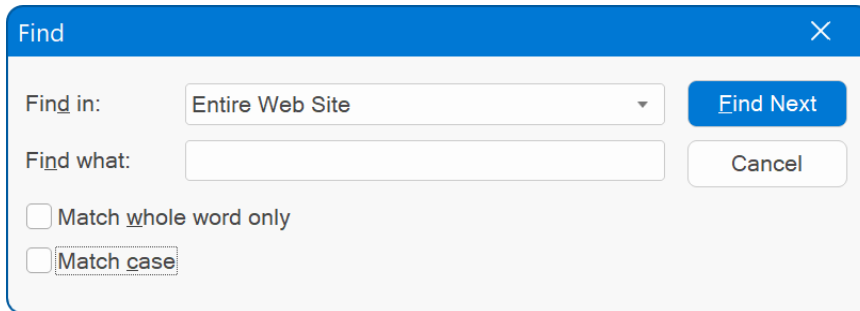 Find
Find in: Entire Web Site Find Next
Find what: Cancel
Match whole word only
Match case